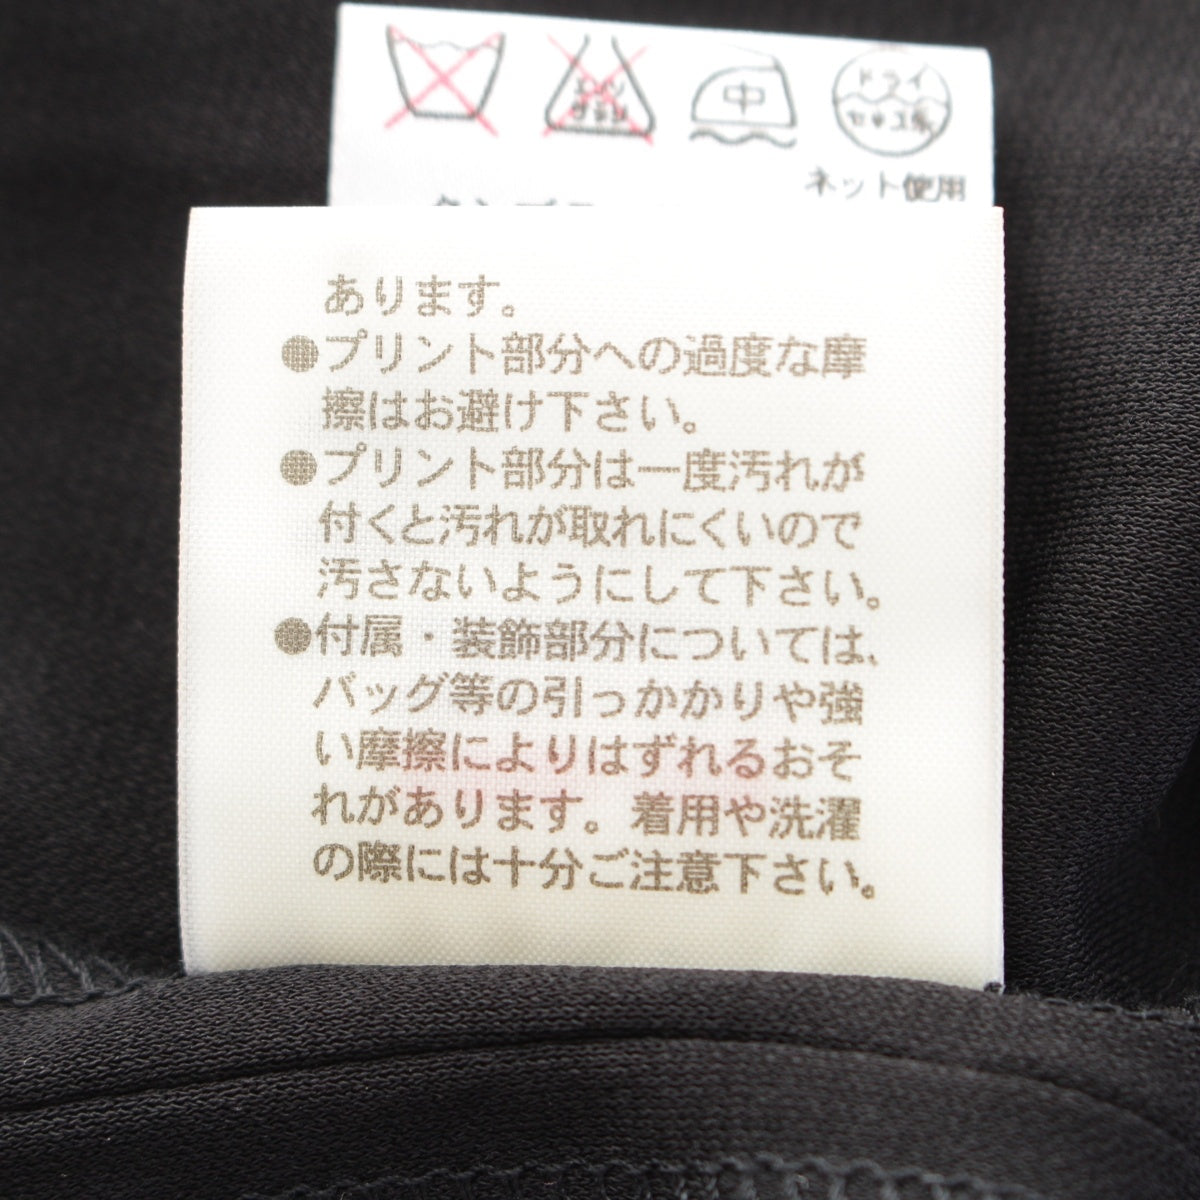 中
ドライ
セキユ系
ネット使用
あります。
●プリント部分への過度な摩
擦はお避け下さい。
●プリント部分は一度汚れが
付くと汚れが取れにくいので
汚さないようにして下さい。
●付属・装飾部分については、
バッグ等の引っかかりや強
い摩擦によりはずれるおそ
れがあります。着用や洗濯
の際には十分ご注意下さい。